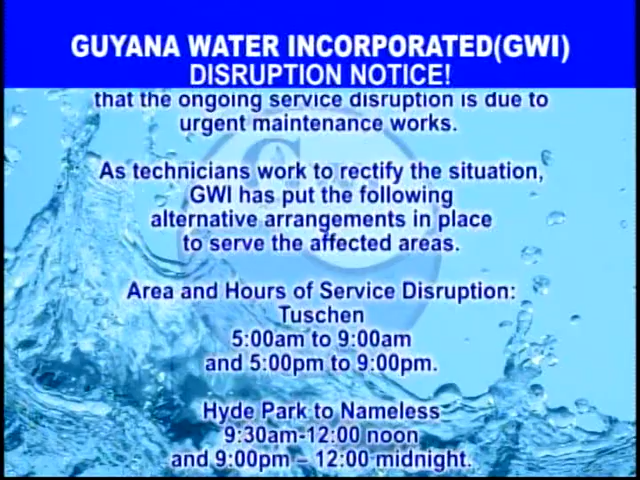 GUYANA WATER INCORPORATED(GWI)
DISRUPTION NOTICE!
that the ongoing service disruption is due to
urgent maintenance works.
As technicians work to rectify the situation,
GWI has put the following
alternative arrangements in place
to serve the affected areas.
Area and Hours of Service Disruption:
Tuschen
5:00am to 9:00am
and 5:00pm to 9:00pm.
Hyde Park to Nameless
9:30am-12:00 noon
and 9:00pm – 12:00 midnight.